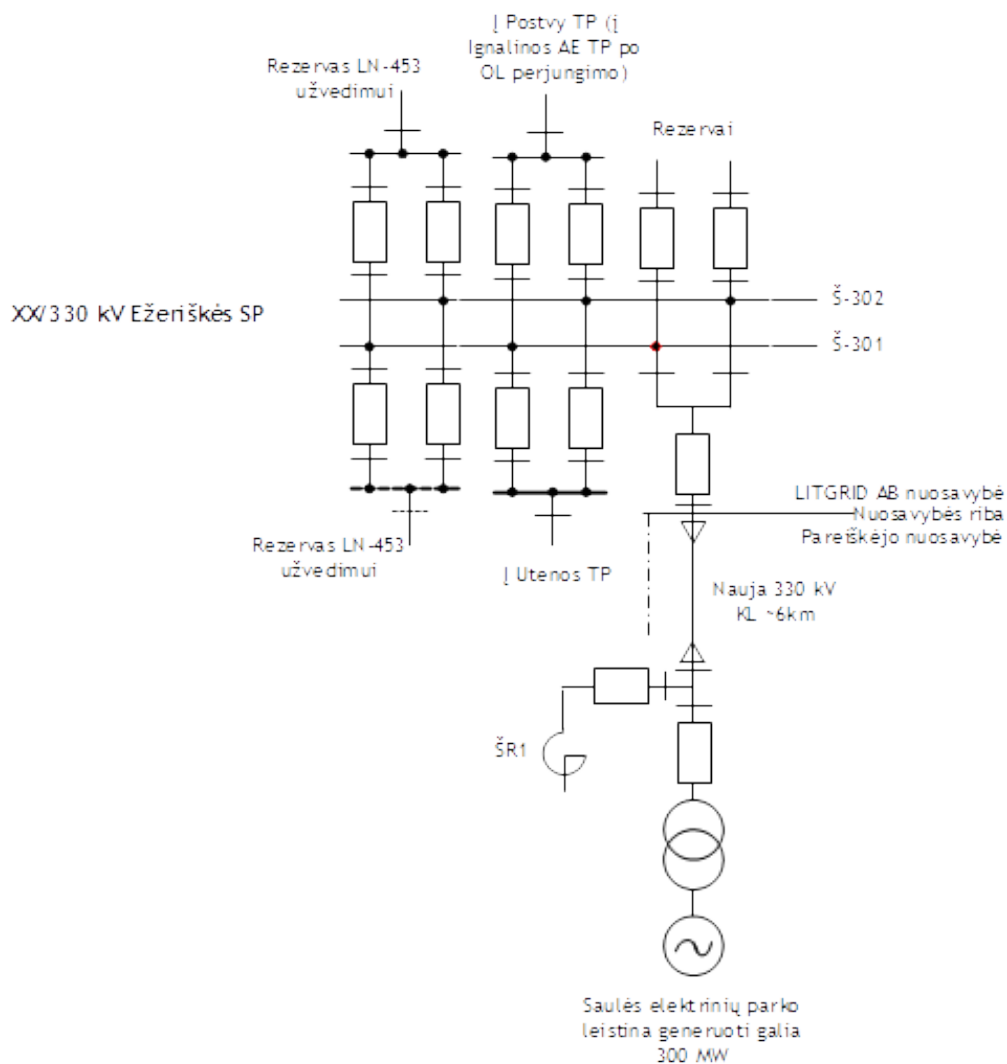 Į Postvy TP (į
Ignalinos AE TP po
OL perjungimo)
Rezervas LN-453
užvedimui
Rezervai
XX/330 kV Ežeriškės SP
Š-302
Š-301
LITGRID AB nuosavybė
Nuosavybės riba
Pareiškėjo nuosavybė
Rezervas LN-453
užvedimui
Į Utenos TP
Nauja 330 kV
KL ~6km
ŠR1
Saulės elektrinių parko
leistina generuoti galia
300 MW